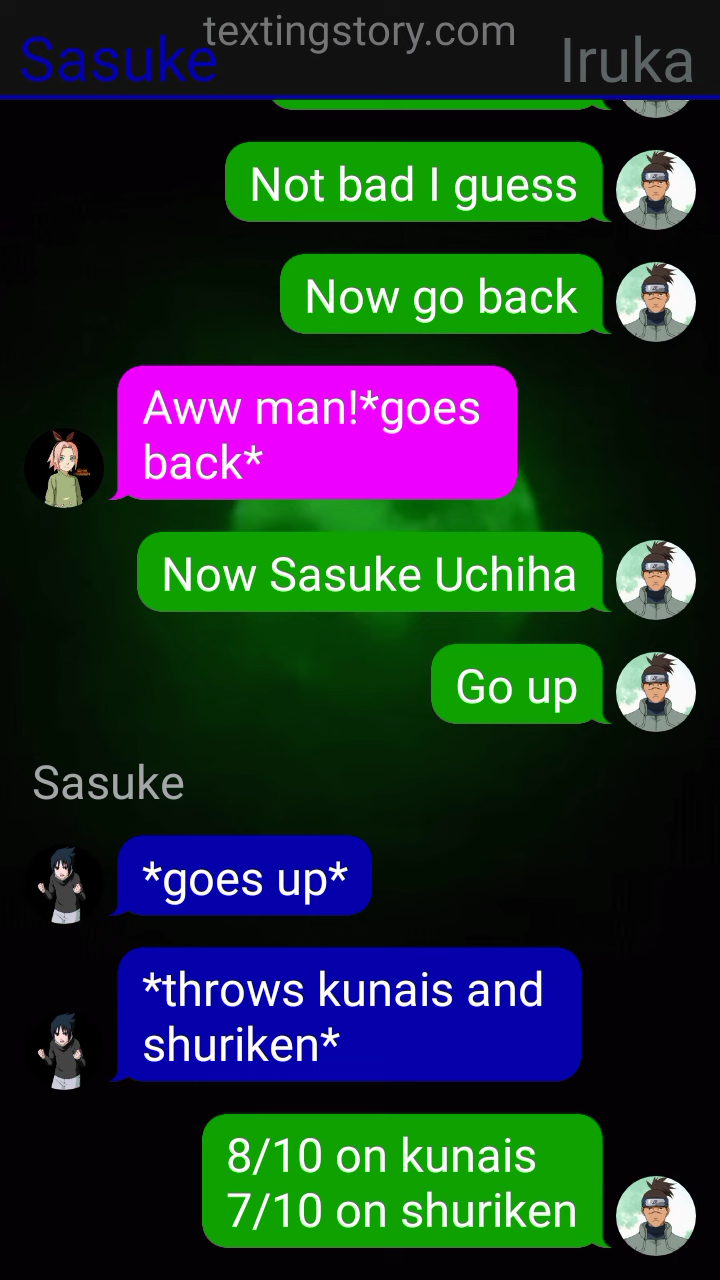 textingstory.com
Sasuke
Iruka
Not bad I guess
Now go back
Aww man!*goes
back*
Now Sasuke Uchiha
Go up
Sasuke
*goes up*
*throws kunais and
shuriken*
8/10 on kunais
7/10 on shuriken